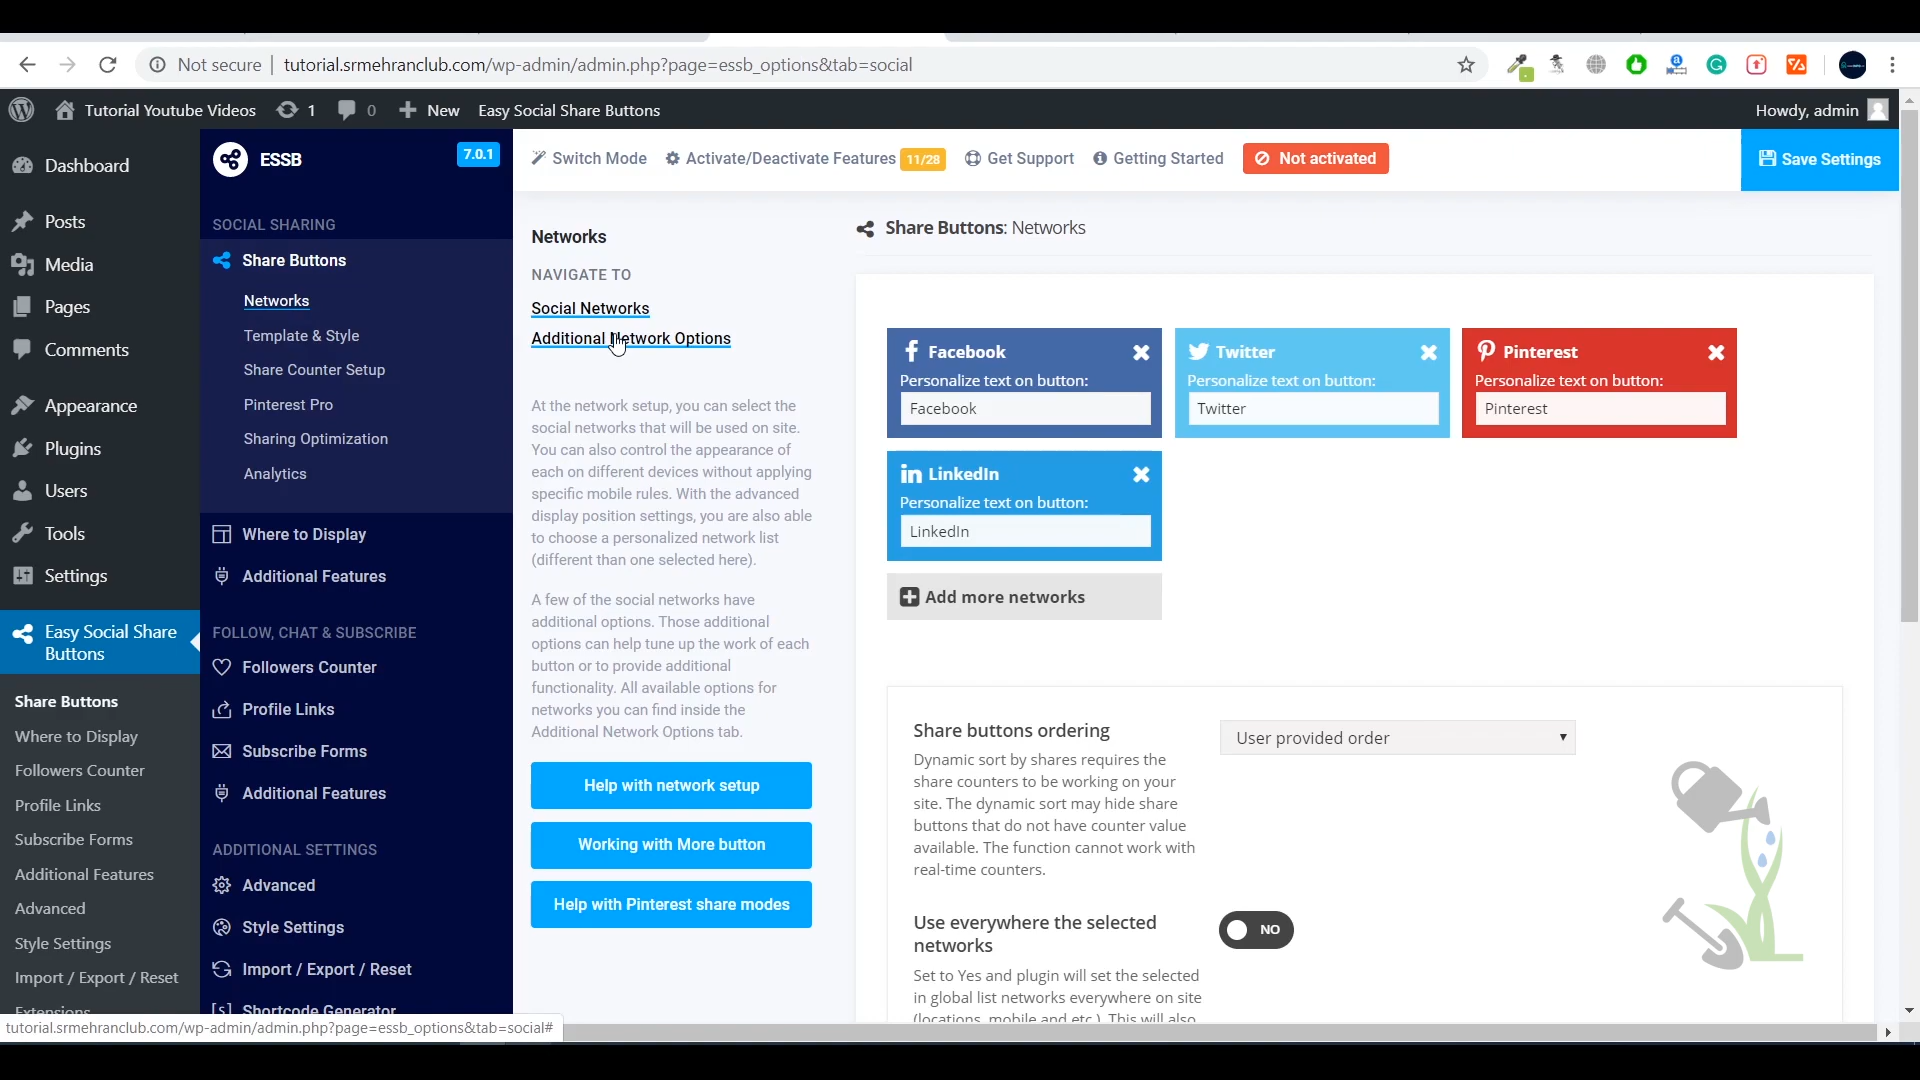 Not secure
tutorial.srmehranclub.com/wp-admin/admin.php?page=essb_options&tab=social
Tutorial Youtube Videos
1
0
New
Easy Social Share Buttons
Howdy, admin
Dashboard
Posts
Media
Pages
Comments
Appearance
Plugins
Users
Tools
Settings
Easy Social Share
Buttons
Share Buttons
Where to Display
Followers Counter
Profile Links
Subscribe Forms
Additional Features
Advanced
Style Settings
Import / Export / Reset
Extensions
tutorial.srmehranclub.com/wp-admin/admin.php?page=essb_options&tab=social#
ESSB
7.0.1
SOCIAL SHARING
Share Buttons
Networks
Template & Style
Share Counter Setup
Pinterest Pro
Sharing Optimization
Analytics
Where to Display
Additional Features
FOLLOW, CHAT & SUBSCRIBE
Followers Counter
Profile Links
Subscribe Forms
Additional Features
ADDITIONAL SETTINGS
Advanced
Style Settings
Import / Export / Reset
Shortcode Generator
Switch Mode
Activate/Deactivate Features
11/28
Get Support
Getting Started
Not activated
Save Settings
Networks
NAVIGATE TO
Social Networks
Additional Network Options
At the network setup, you can select the
social networks that will be used on site.
You can also control the appearance of
each on different devices without applying
specific mobile rules. With the advanced
display position settings, you are also able
to choose a personalized network list
(different than one selected here).
A few of the social networks have
additional options. Those additional
options can help tune up the work of each
button or to provide additional
functionality. All available options for
networks you can find inside the
Additional Network Options tab.
Help with network setup
Working with More button
Help with Pinterest share modes
Share Buttons: Networks
Facebook
Personalize text on button:
Facebook
Twitter
Personalize text on button:
Twitter
Pinterest
Personalize text on button:
Pinterest
LinkedIn
Personalize text on button:
LinkedIn
Add more networks
Share buttons ordering
Dynamic sort by shares requires the
share counters to be working on your
site. The dynamic sort may hide share
buttons that do not have counter value
available. The function cannot work with
real-time counters.
User provided order
Use everywhere the selected
networks
NO
Set to Yes and plugin will set the selected
in global list networks everywhere on site
(locations, mobile and etc.). This will also